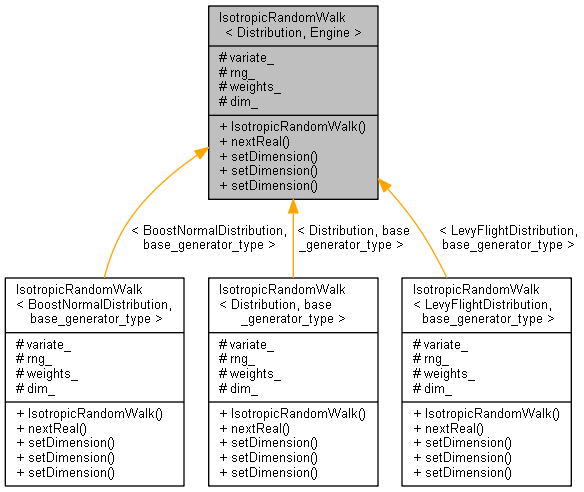 IsotropicRandomWalk
< Distribution, Engine >
# variate_
# rng_
# weights_
# dim_
+ IsotropicRandomWalk()
+ nextReal()
+ setDimension()
+ setDimension()
+ setDimension()
< BoostNormalDistribution,
base_generator_type >
< Distribution, base
_generator_type >
< LevyFlightDistribution,
base_generator_type >
IsotropicRandomWalk
< BoostNormalDistribution,
base_generator_type >
# variate_
# rng_
# weights_
# dim_
+ IsotropicRandomWalk()
+ nextReal()
+ setDimension()
+ setDimension()
+ setDimension()
IsotropicRandomWalk
< Distribution, base
_generator_type >
# variate_
# rng_
# weights_
# dim_
+ IsotropicRandomWalk()
+ nextReal()
+ setDimension()
+ setDimension()
+ setDimension()
IsotropicRandomWalk
< LevyFlightDistribution,
base_generator_type >
# variate_
# rng_
# weights_
# dim_
+ IsotropicRandomWalk()
+ nextReal()
+ setDimension()
+ setDimension()
+ setDimension()